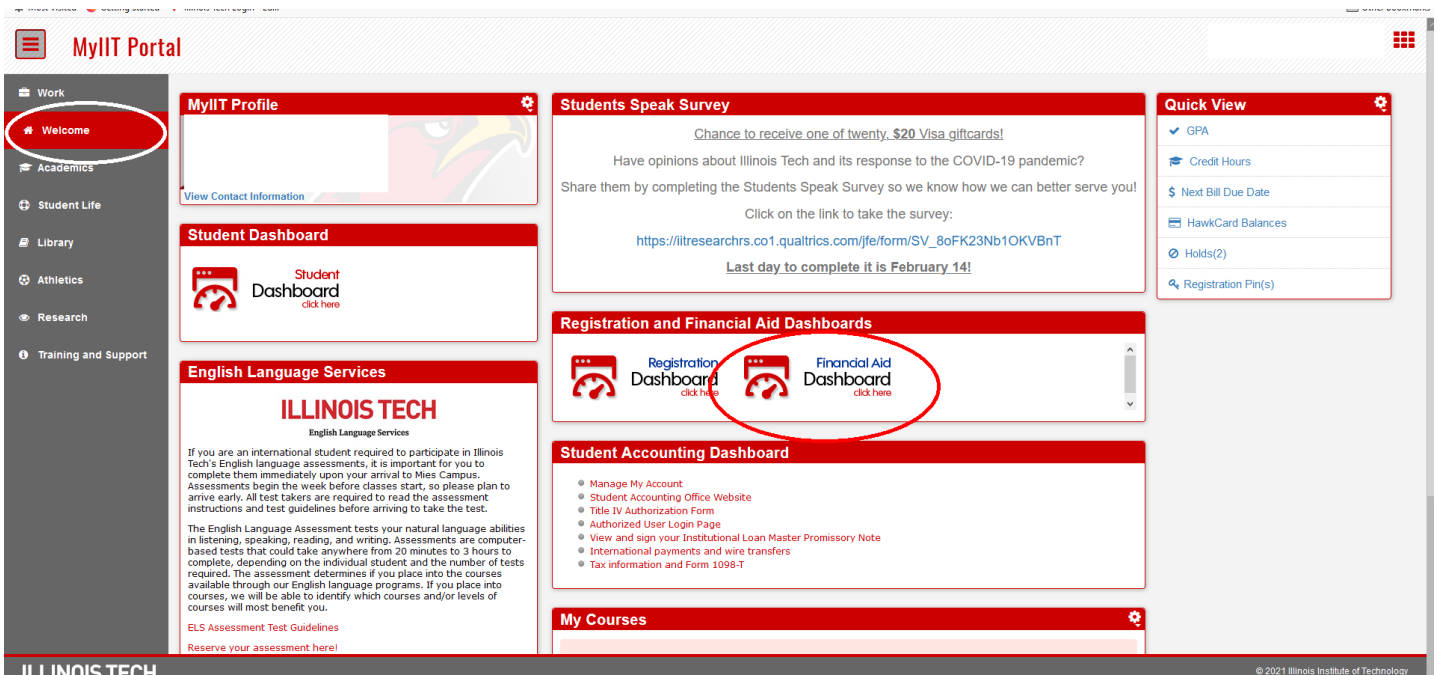 Most Visited Getting Started Illinois Tech Login - Edit... Other Bookmarks
MyIIT Portal
Work
Welcome
Academics
Student Life
Library
Athletics
Research
Training and Support
MyIIT Profile
View Contact Information
Student Dashboard
Student
Dashboard
click here
English Language Services
ILLINOIS TECH
English Language Services
If you are an international student required to participate in Illinois
Tech's English language assessments, it is important for you to
complete them immediately upon your arrival to Mies Campus.
Assessments begin the week before classes start, so please plan to
arrive early. All test takers are required to read the assessment
instructions and test guidelines before arriving to take the test.
The English Language Assessment tests your natural language abilities
in listening, speaking, reading, and writing. Assessments are computer-
based tests that could take anywhere from 20 minutes to 3 hours to
complete, depending on the individual student and the number of tests
required. The assessment determines if you place into the courses
available through our English language programs. If you place into
courses, we will be able to identify which courses and/or levels of
courses will most benefit you.
ELS Assessment Test Guidelines
Reserve your assessment here!
Students Speak Survey
Chance to receive one of twenty, $20 Visa giftcards!
Have opinions about Illinois Tech and its response to the COVID-19 pandemic?
Share them by completing the Students Speak Survey so we know how we can better serve you!
Click on the link to take the survey:
https://iitresearchrs.co1.qualtrics.com/jfe/form/SV_8oFK23Nb1OKVBnT
Last day to complete it is February 14!
Registration and Financial Aid Dashboards
Registration
Dashboard
click here
Financial Aid
Dashboard
click here
Student Accounting Dashboard
Manage My Account
Student Accounting Office Website
Title IV Authorization Form
Authorized User Login Page
View and sign your Institutional Loan Master Promissory Note
International payments and wire transfers
Tax information and Form 1098-T
My Courses
Quick View
GPA
Credit Hours
Next Bill Due Date
HawkCard Balances
Holds(2)
Registration Pin(s)
ILLINOIS TECH
© 2021 Illinois Institute of Technology